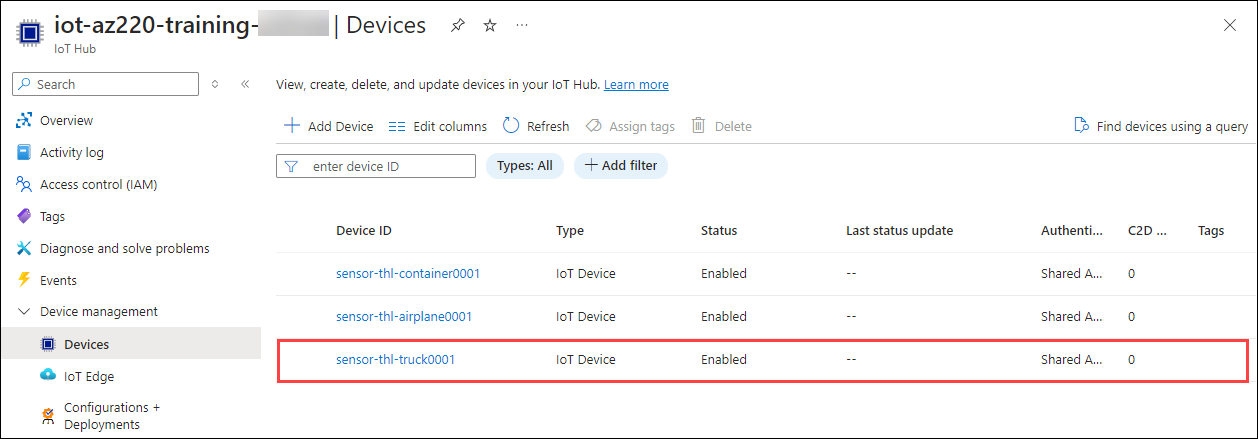 iot-az220-training- | Devices
IoT Hub
Search
View, create, delete, and update devices in your IoT Hub. Learn more
Overview
Activity log
Access control (IAM)
Tags
Diagnose and solve problems
Events
Device management
Devices
IoT Edge
Configurations +
Deployments
Add Device Edit columns Refresh Assign tags Delete Find devices using a query
enter device ID Types: All Add filter
Device ID Type Status Last status update Authenti... C2D ... Tags
sensor-thl-container0001 IoT Device Enabled -- Shared A... 0
sensor-thl-airplane0001 IoT Device Enabled -- Shared A... 0
sensor-thl-truck0001 IoT Device Enabled -- Shared A... 0